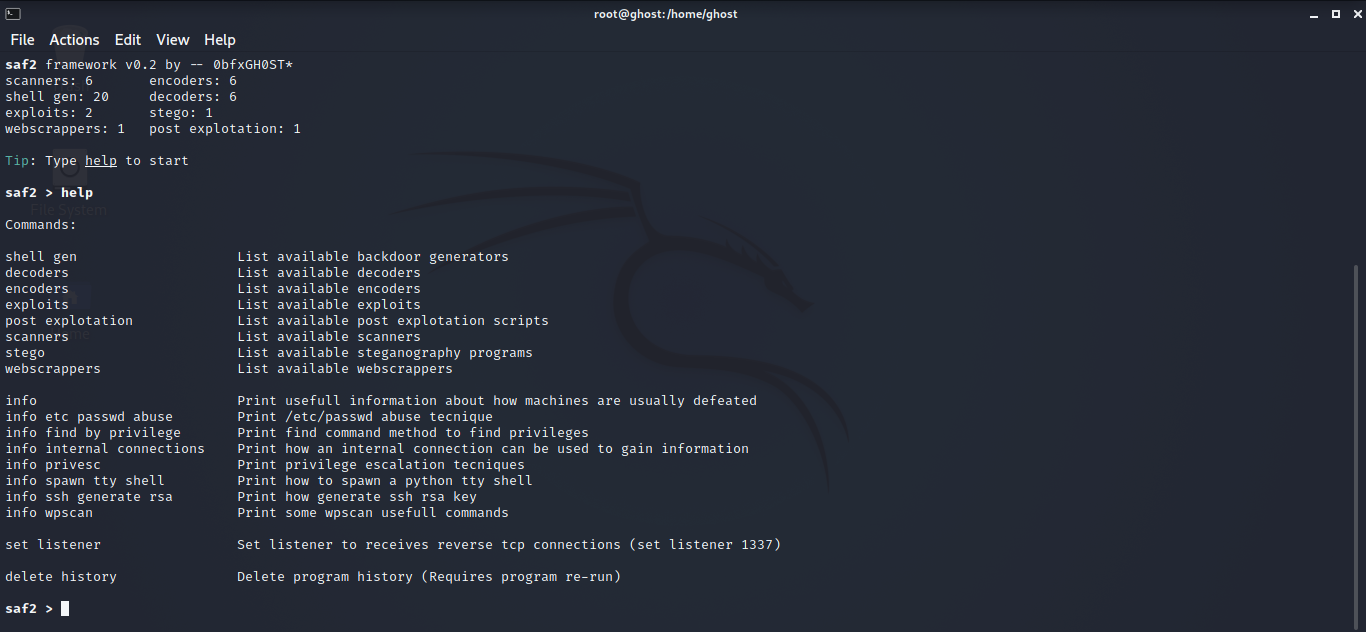 root@ghost:/home/ghost
File Actions Edit View Help
saf2 framework v0.2 by -- 0bfxGH0ST*
scanners: 6 encoders: 6
shell gen: 20 decoders: 6
exploits: 2 stego: 1
webscrappers: 1 post explotation: 1
Tip: Type help to start
saf2 > help
File System
Commands:
shell gen List available backdoor generators
decoders List available decoders
encoders List available encoders
exploits List available exploits
post explotation List available post explotation scripts
scanners List available scanners
stego List available steganography programs
webscrappers List available webscrappers
info Print usefull information about how machines are usually defeated
info etc passwd abuse Print /etc/passwd abuse tecnique
info find by privilege Print find command method to find privileges
info internal connections Print how an internal connection can be used to gain information
info privesc Print privilege escalation tecniques
info spawn tty shell Print how to spawn a python tty shell
info ssh generate rsa Print how generate ssh rsa key
info wpscan Print some wpscan usefull commands
set listener Set listener to receives reverse tcp connections (set listener 1337)
delete history Delete program history (Requires program re-run)
saf2 >